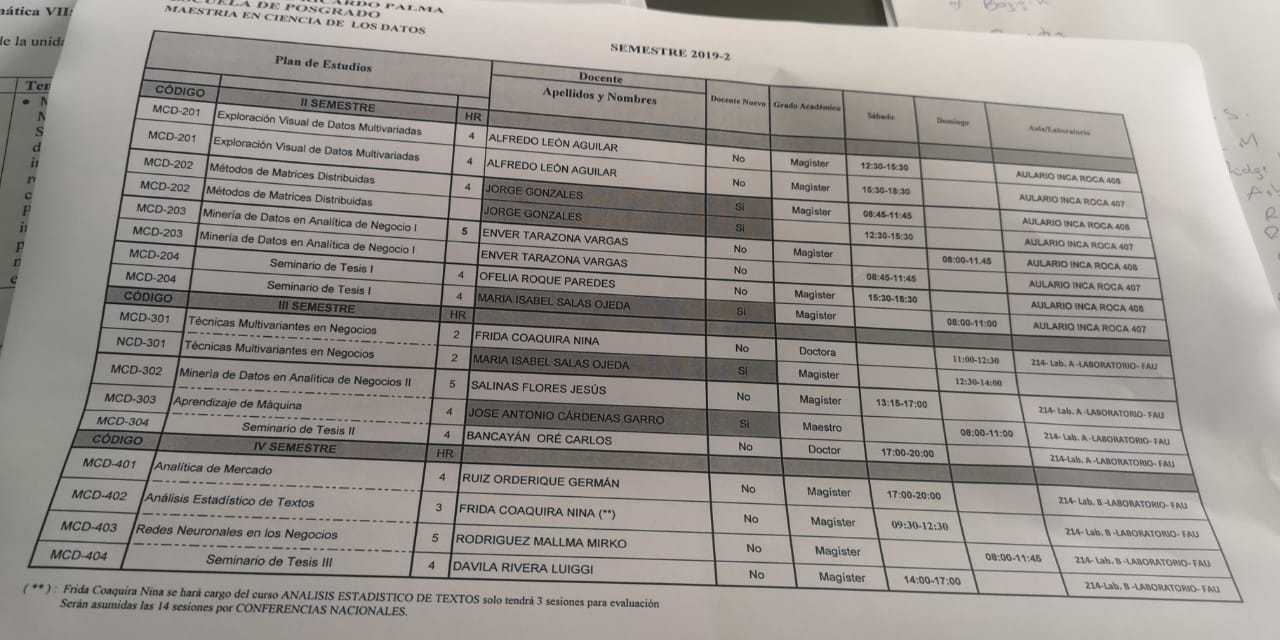 RICARDO PALMA
ESCUELA DE POSGRADO
MAESTRIA EN CIENCIA DE LOS DATOS
SEMESTRE 2019-2
Plan de Estudios Docente
Apellidos y Nombres Docente Nuevo Grado Académico Sábado Domingo Aula/Laboratorio
CÓDIGO II SEMESTRE HR
MCD-201 Exploración Visual de Datos Multivariadas 4 ALFREDO LEÓN AGUILAR No Magister 12:30-15:30 AULARIO INCA ROCA 408
MCD-201 Exploración Visual de Datos Multivariadas 4 ALFREDO LEÓN AGUILAR No Magister 15:30-18:30 AULARIO INCA ROCA 407
MCD-202 Métodos de Matrices Distribuidas 4 JORGE GONZALES Si Magister 08:45-11:45 AULARIO INCA ROCA 408
MCD-202 Métodos de Matrices Distribuidas JORGE GONZALES Si 12:30-15:30 AULARIO INCA ROCA 407
MCD-203 Minería de Datos en Analítica de Negocio I 5 ENVER TARAZONA VARGAS No Magister 08:00-11.45 AULARIO INCA ROCA 408
MCD-203 Minería de Datos en Analítica de Negocio I ENVER TARAZONA VARGAS No 08:45-11:45 AULARIO INCA ROCA 407
MCD-204 Seminario de Tesis I 4 OFELIA ROQUE PAREDES No Magister 15:30-18:30 AULARIO INCA ROCA 408
MCD-204 Seminario de Tesis I 4 MARIA ISABEL SALAS OJEDA Si Magister 08:00-11:00 AULARIO INCA ROCA 407
CÓDIGO III SEMESTRE HR
MCD-301 Técnicas Multivariantes en Negocios 2 FRIDA COAQUIRA NINA No Doctora 11:00-12:30 214- Lab. A -LABORATORIO- FAU
NCD-301 Técnicas Multivariantes en Negocios 2 MARIA ISABEL SALAS OJEDA Si Magister 12:30-14:00
MCD-302 Minería de Datos en Analítica de Negocios II 5 SALINAS FLORES JESÚS No Magister 13:15-17:00 214- Lab. A -LABORATORIO- FAU
MCD-303 Aprendizaje de Màquina 4 JOSE ANTONIO CÁRDENAS GARRO Si Maestro 08:00-11:00 214- Lab. A -LABORATORIO- FAU
MCD-304 Seminario de Tesis II 4 BANCAYÁN ORÉ CARLOS No Doctor 17:00-20:00 214-Lab. A -LABORATORIO- FAU
CÓDIGO IV SEMESTRE HR
MCD-401 Analítica de Mercado 4 RUIZ ORDERIQUE GERMÁN No Magister 17:00-20:00 214- Lab. B -LABORATORIO- FAU
MCD-402 Análisis Estadístico de Textos 3 FRIDA COAQUIRA NINA (**) No Magister 09:30-12:30 214- Lab. B -LABORATORIO- FAU
MCD-403 Redes Neuronales en los Negocios 5 RODRIGUEZ MALLMA MIRKO No Magister 08:00-11:45 214- Lab. B -LABORATORIO- FAU
MCD-404 Seminario de Tesis III 4 DAVILA RIVERA LUIGGI No Magister 14:00-17:00 214-Lab. B -LABORATORIO- FAU
( ** ) : Frida Coaquira Nina se hará cargo del curso ANALISIS ESTADISTICO DE TEXTOS solo tendrá 3 sesiones para evaluación
Serán asumidas las 14 sesiones por CONFERENCIAS NACIONALES.